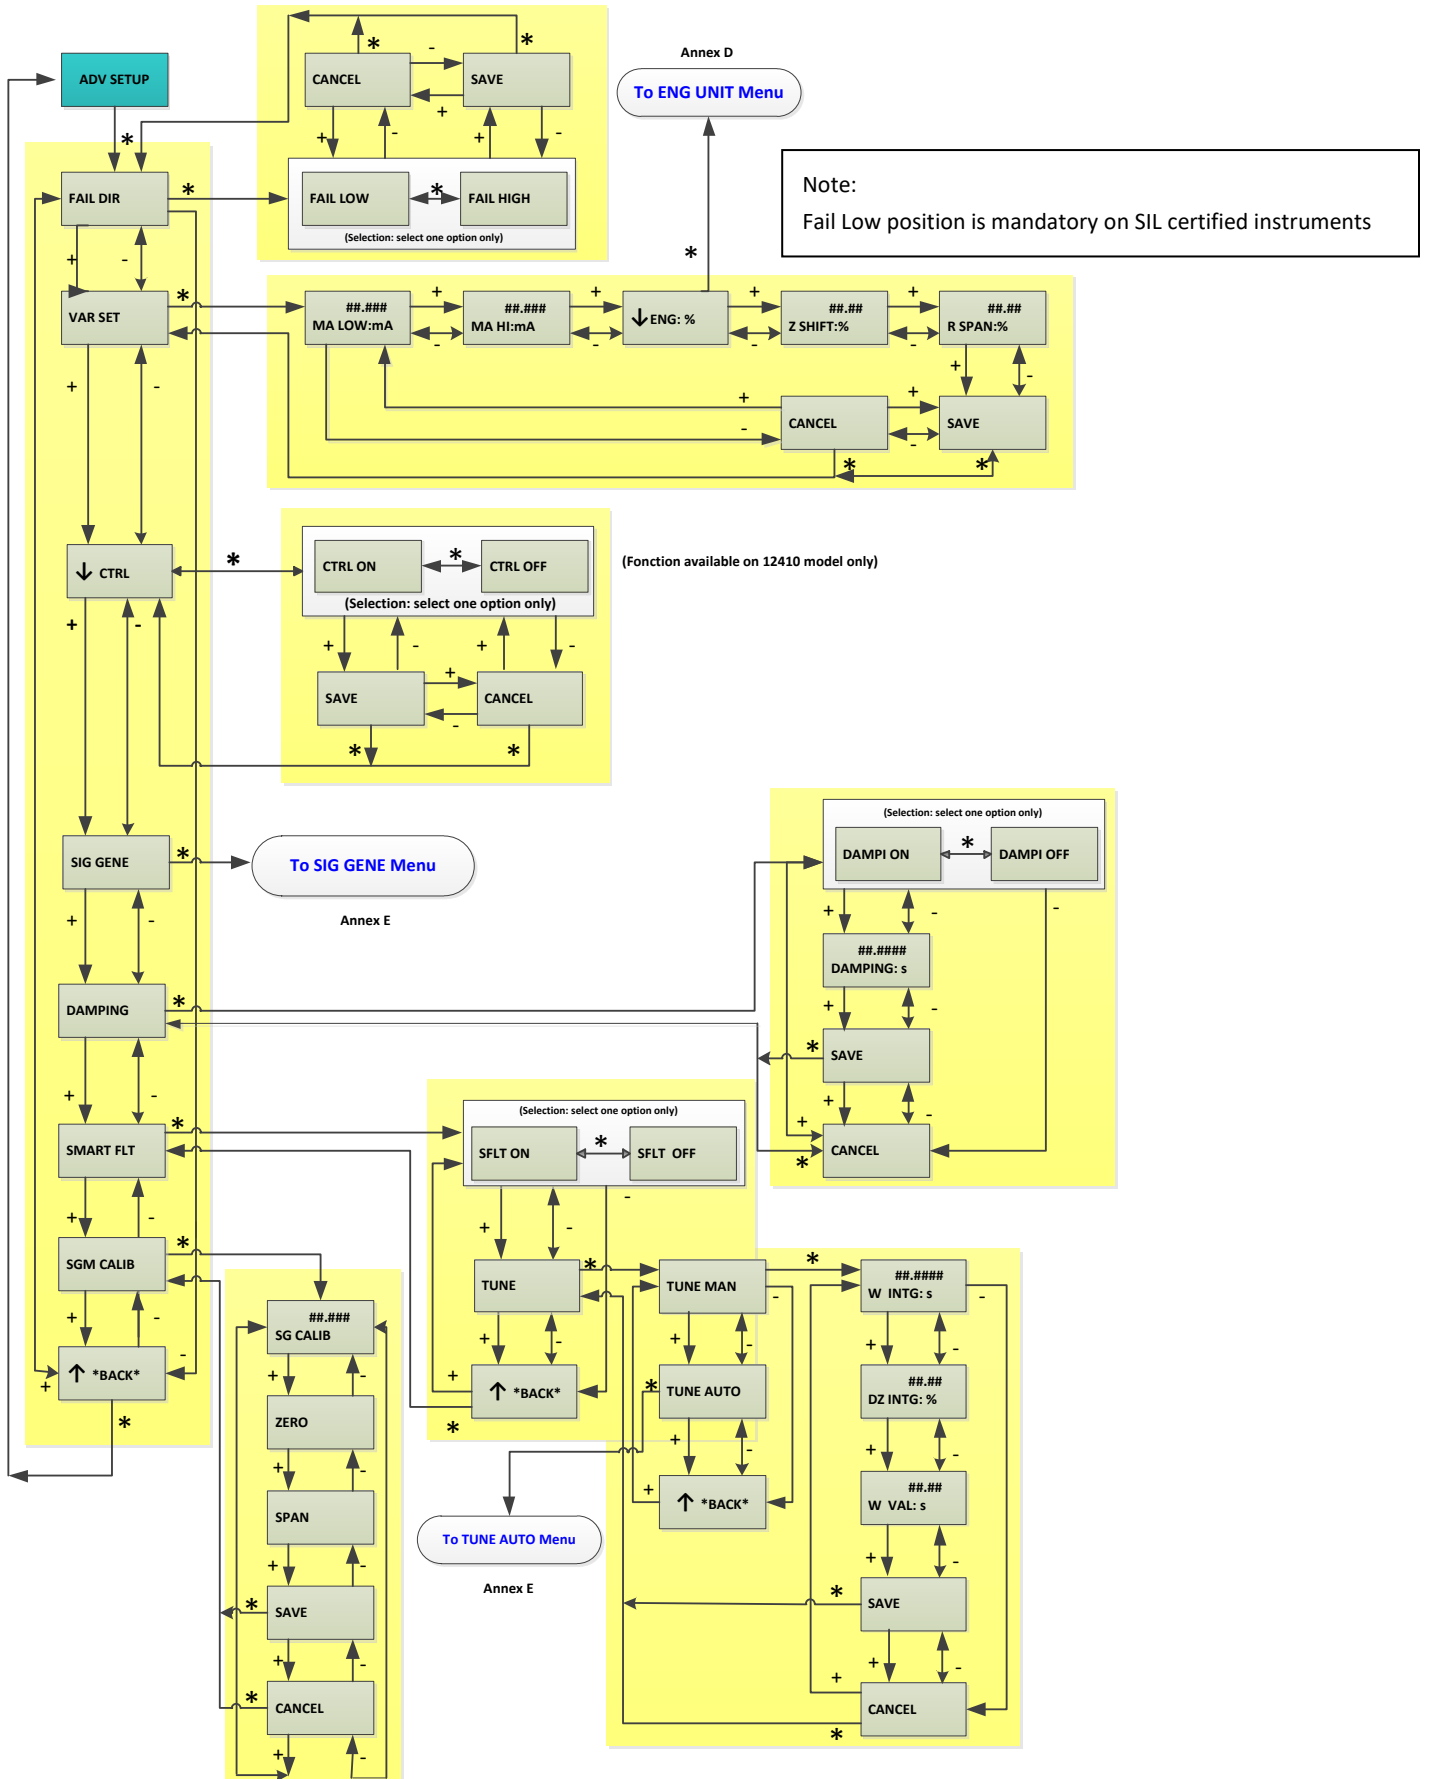 ADV SETUP
*
FAIL DIR
*
+
-
VAR SET
*
+
-
↓ CTRL
*
+
-
SIG GENE
*
+
-
DAMPING
*
+
-
SMART FLT
*
+
-
SGM CALIB
*
+
-
-
↑ *BACK*
+
*
*
*
CANCEL
-
SAVE
+
+
-
+
-
FAIL LOW
*
FAIL HIGH
(Selection: select one option only)
Annex D
To ENG UNIT Menu
*
Note:
Fail Low position is mandatory on SIL certified instruments
##.###
MA LOW:mA
+
-
##.###
MA HI:mA
+
-
↓ ENG: %
+
-
##.##
Z SHIFT:%
+
-
##.##
R SPAN:%
+
-
+
-
CANCEL
+
-
SAVE
*
*
CTRL ON
*
CTRL OFF
(Selection: select one option only)
(Fonction available on 12410 model only)
+
-
+
-
SAVE
+
-
CANCEL
*
*
To SIG GENE Menu
Annex E
(Selection: select one option only)
DAMPI ON
*
DAMPI OFF
+
-
-
##.####
DAMPING: s
+
-
*
SAVE
+
-
+
CANCEL
*
(Selection: select one option only)
SFLT ON
*
SFLT  OFF
-
+
-
TUNE
*
+
-
+
↑ *BACK*
*
TUNE MAN
*
-
+
-
*
TUNE AUTO
+
-
+
↑ *BACK*
To TUNE AUTO Menu
Annex E
##.####
W  INTG: s
-
+
-
##.##
DZ INTG: %
+
-
##.##
W  VAL: s
+
-
*
SAVE
+
-
+
CANCEL
*
##.###
SG CALIB
+
-
ZERO
+
-
SPAN
+
-
*
SAVE
+
-
*
CANCEL
+
-